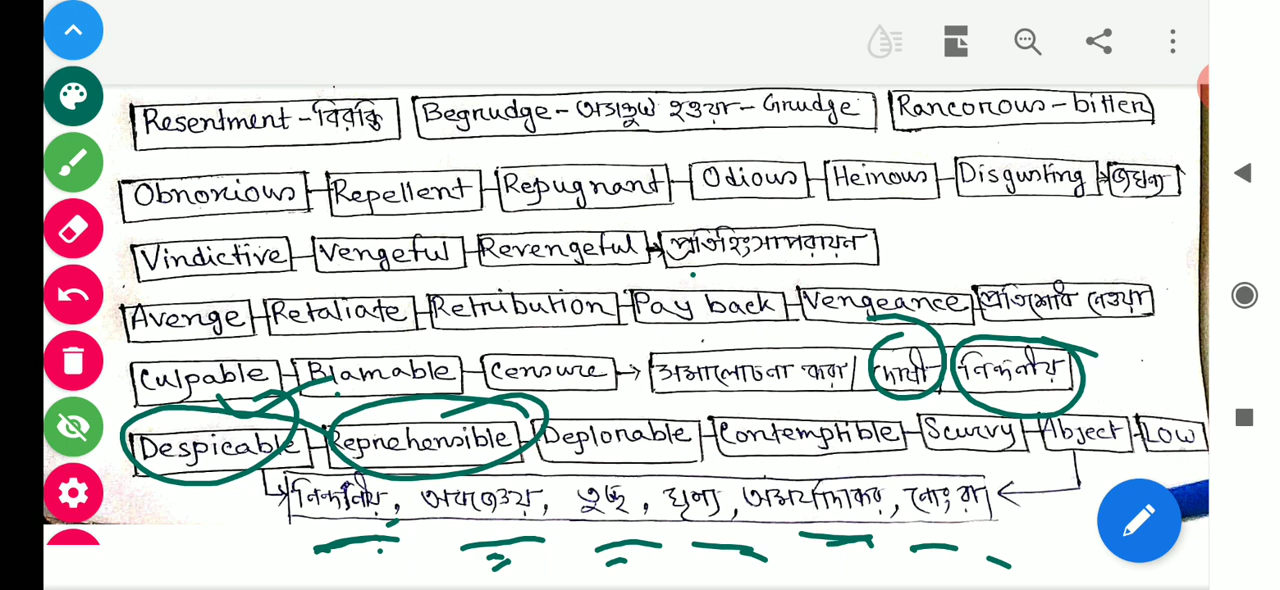 Resentment - বিরক্তি Begrudge - অসন্তুষ্ট হওয়া - Grudge Rancorous - bitter
Obnoxious - Repellent - Repugnant - Odious - Heinous - Disgusting → জঘন্য
Vindictive - Vengeful - Revengeful → প্রতিহিংসাপরায়ন
Avenge - Retaliate - Retribution - Pay back - Vengeance - প্রতিশোধ নেওয়া
Culpable - Blamable - Censure → সমালোচনা করা / দোষী নিন্দনীয়
Despicable - Reprehensible - Deplorable - Contemptible - Scurvy - Abject - Low
নিন্দনীয়, তুচ্ছ, ঘৃন্য, অমর্যাদাকর, নোংরা